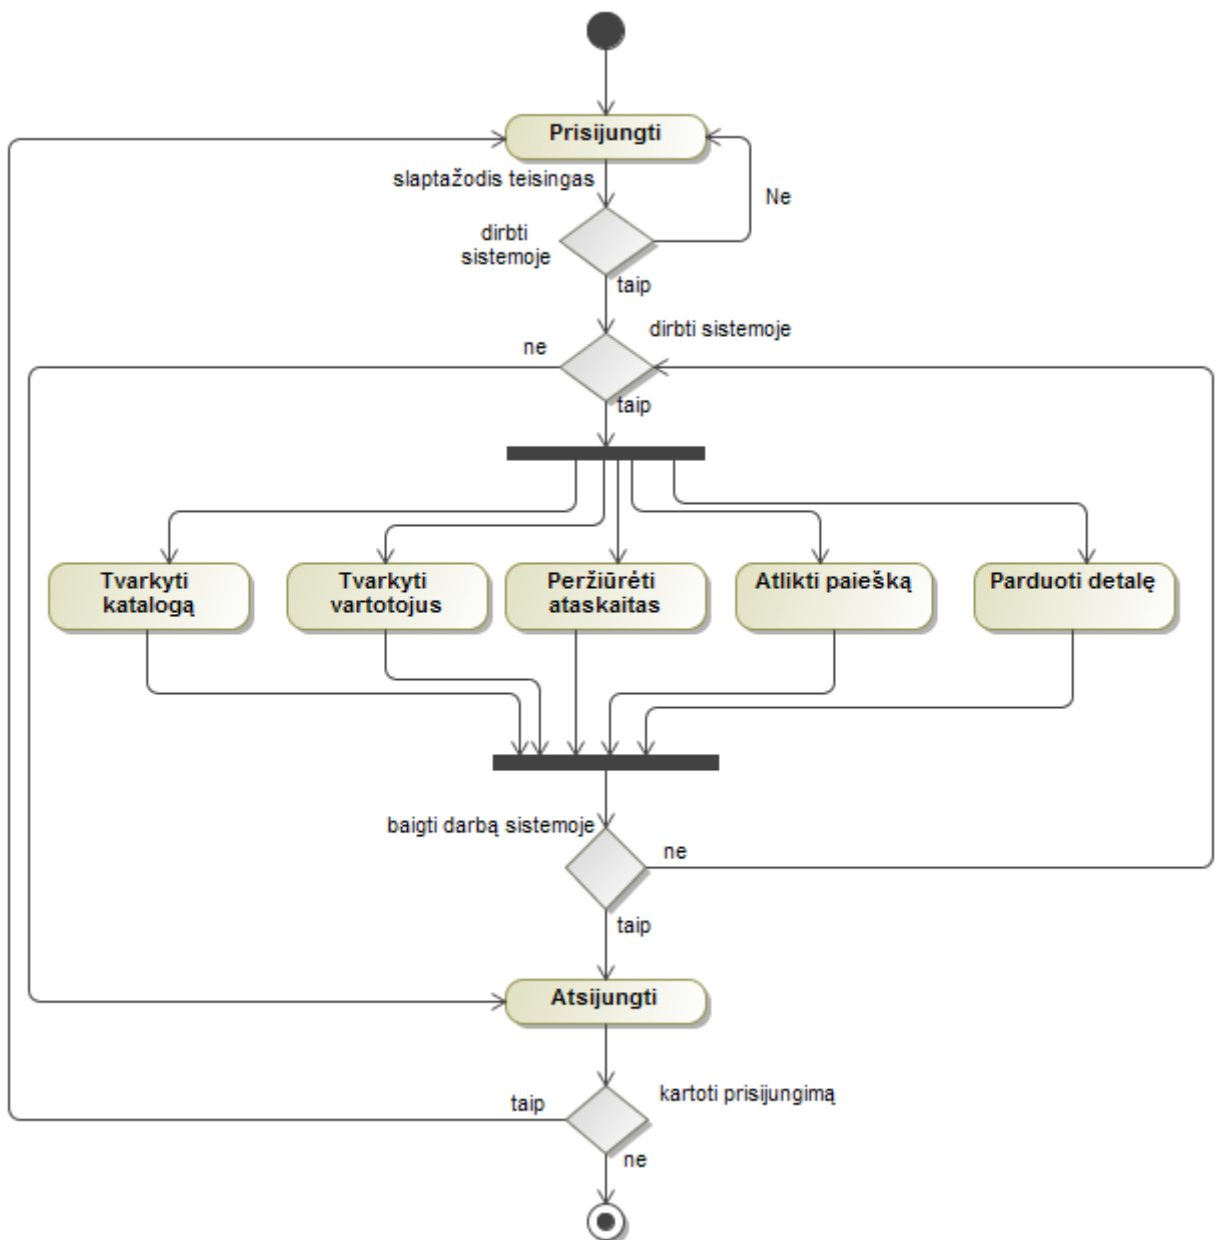 Prisijungti
slaptažodis teisingas
Ne
dirbti
sistemoje
taip
dirbti sistemoje
ne
taip
Tvarkyti
katalogą
Tvarkyti
vartotojus
Peržiūrėti
ataskaitas
Atlikti paiešką
Parduoti detalę
baigti darbą sistemoje
ne
taip
Atsijungti
kartoti prisijungimą
taip
ne